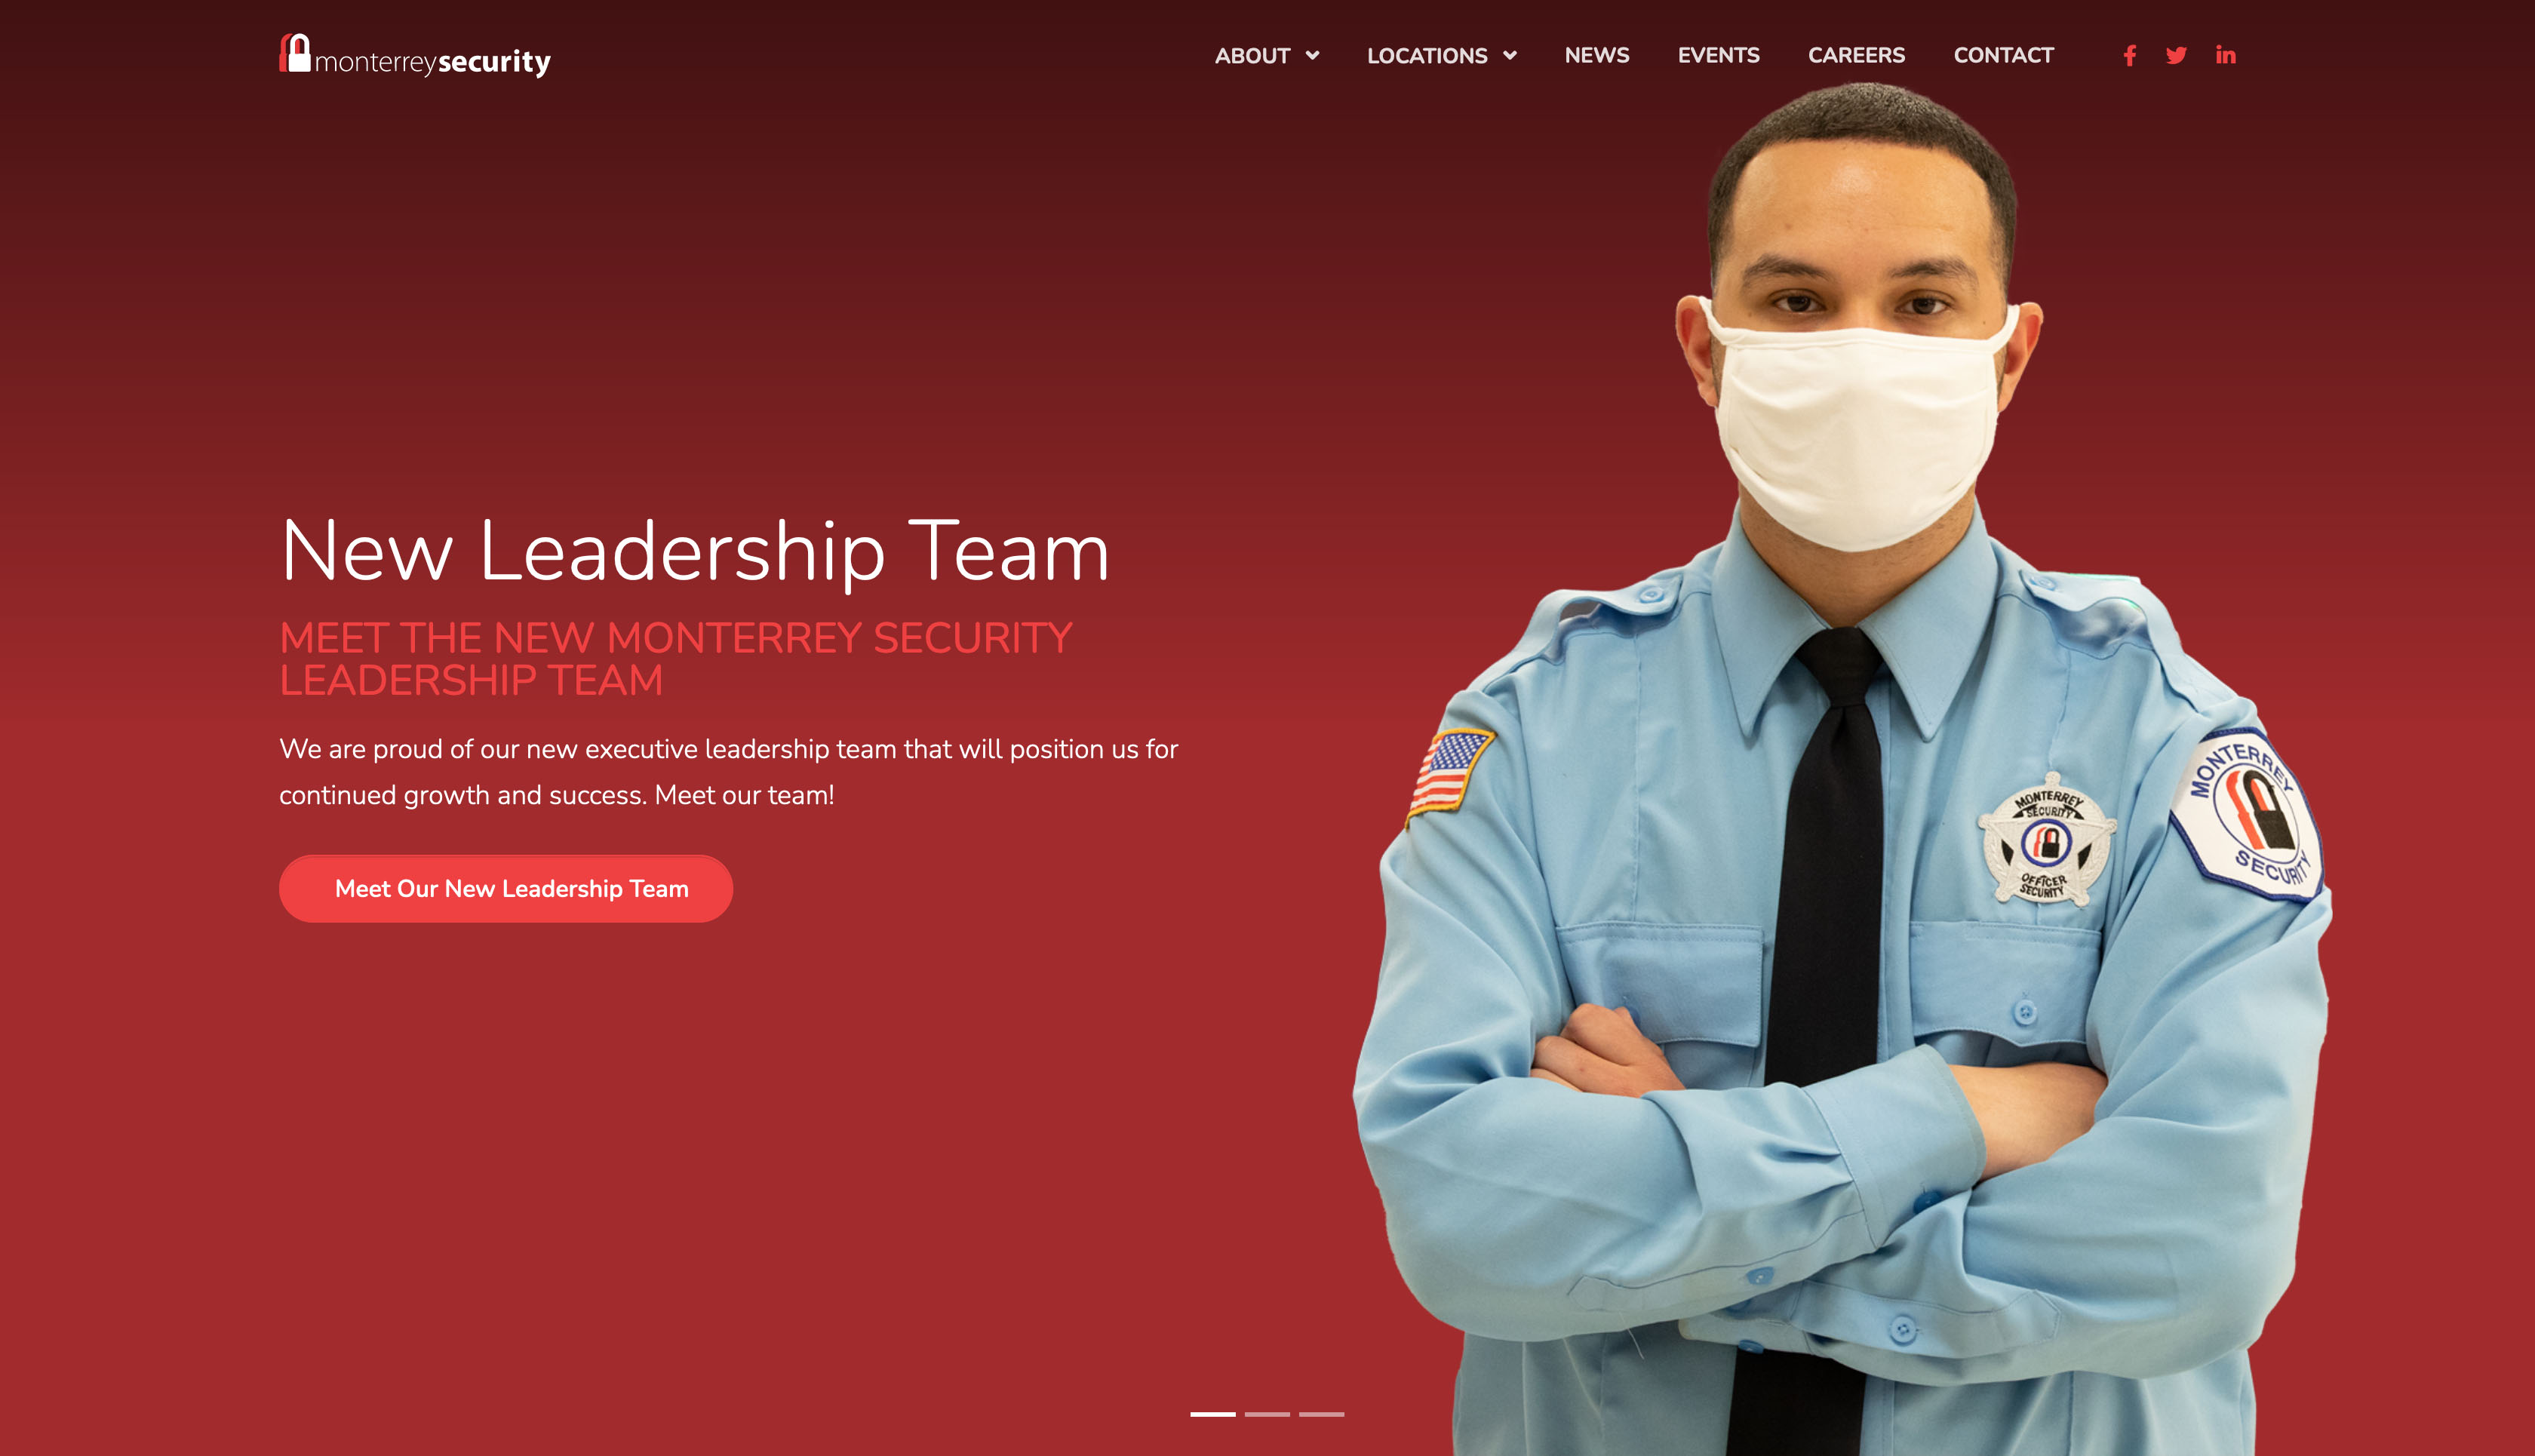 monterreysecurity
ABOUT
LOCATIONS
NEWS
EVENTS
CAREERS
CONTACT
New Leadership Team
MEET THE NEW MONTERREY SECURITY
LEADERSHIP TEAM
We are proud of our new executive leadership team that will position us for
continued growth and success. Meet our team!
Meet Our New Leadership Team
MONTERREY
SECURITY
OFFICER
SECURITY
MONTERREY
SECURITY